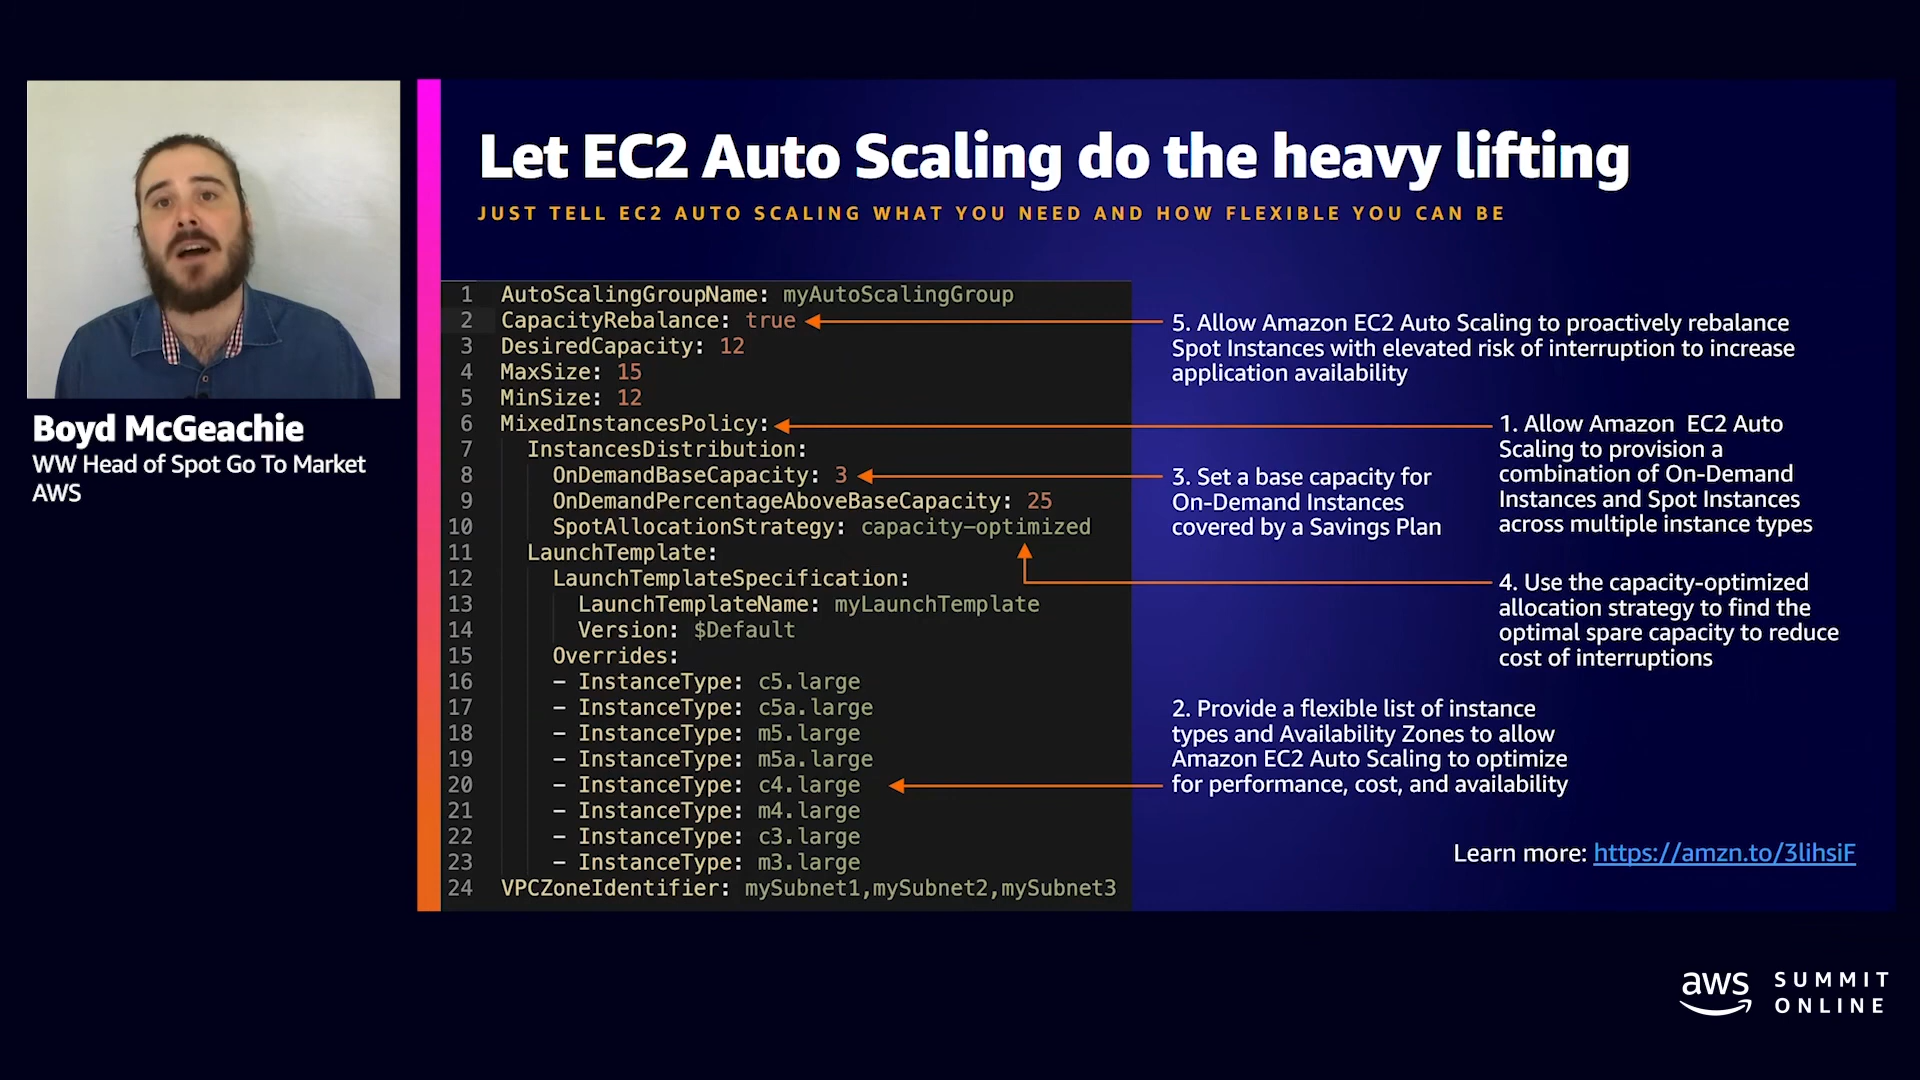 Let EC2 Auto Scaling do the heavy lifting
JUST TELL EC2 AUTO SCALING WHAT YOU NEED AND HOW FLEXIBLE YOU CAN BE
Boyd McGeachie
WW Head of Spot Go To Market
AWS
1 AutoScalingGroupName: myAutoScalingGroup
2 CapacityRebalance: true
3 DesiredCapacity: 12
4 MaxSize: 15
5 MinSize: 12
6 MixedInstancesPolicy:
7 InstancesDistribution:
8 OnDemandBaseCapacity: 3
9 OnDemandPercentageAboveBaseCapacity: 25
10 SpotAllocationStrategy: capacity-optimized
11 LaunchTemplate:
12 LaunchTemplateSpecification:
13 LaunchTemplateName: myLaunchTemplate
14 Version: $Default
15 Overrides:
16 - InstanceType: c5.large
17 - InstanceType: c5a.large
18 - InstanceType: m5.large
19 - InstanceType: m5a.large
20 - InstanceType: c4.large
21 - InstanceType: m4.large
22 - InstanceType: c3.large
23 - InstanceType: m3.large
24 VPCZoneIdentifier: mySubnet1,mySubnet2,mySubnet3
5. Allow Amazon EC2 Auto Scaling to proactively rebalance
Spot Instances with elevated risk of interruption to increase
application availability
1. Allow Amazon EC2 Auto
Scaling to provision a
combination of On-Demand
Instances and Spot Instances
across multiple instance types
3. Set a base capacity for
On-Demand Instances
covered by a Savings Plan
4. Use the capacity-optimized
allocation strategy to find the
optimal spare capacity to reduce
cost of interruptions
2. Provide a flexible list of instance
types and Availability Zones to allow
Amazon EC2 Auto Scaling to optimize
for performance, cost, and availability
Learn more: https://amzn.to/3lihsiF
aws SUMMIT
ONLINE